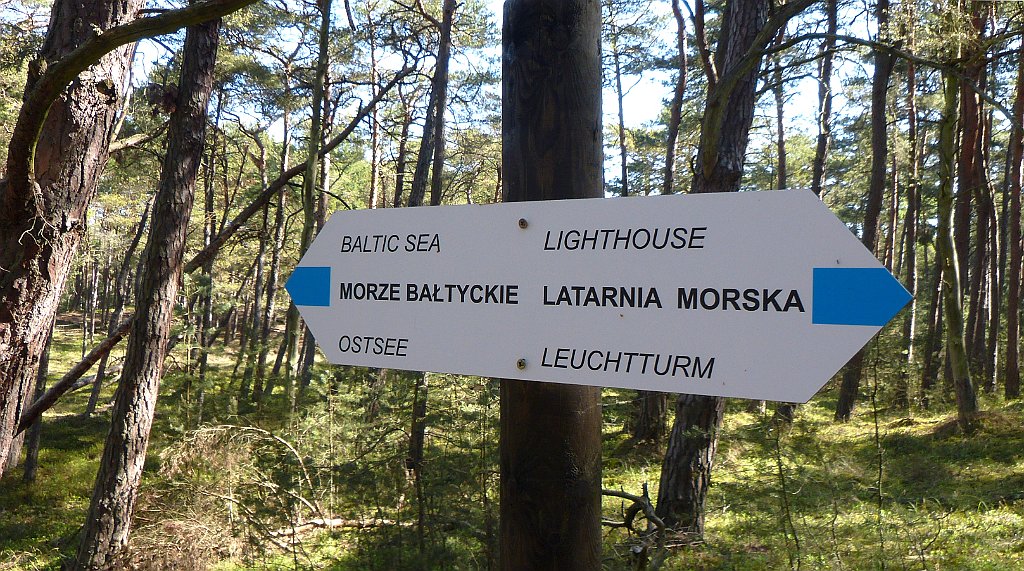 BALTIC SEA
MORZE BAŁTYCKIE
OSTSEE
LIGHTHOUSE
LATARNIA MORSKA
LEUCHTTURM